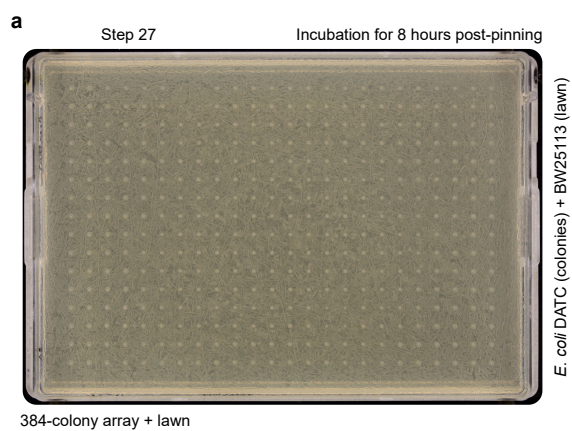 a
Step 27
Incubation for 8 hours post-pinning
E. coli DATC (colonies) + BW25113 (lawn)
384-colony array + lawn